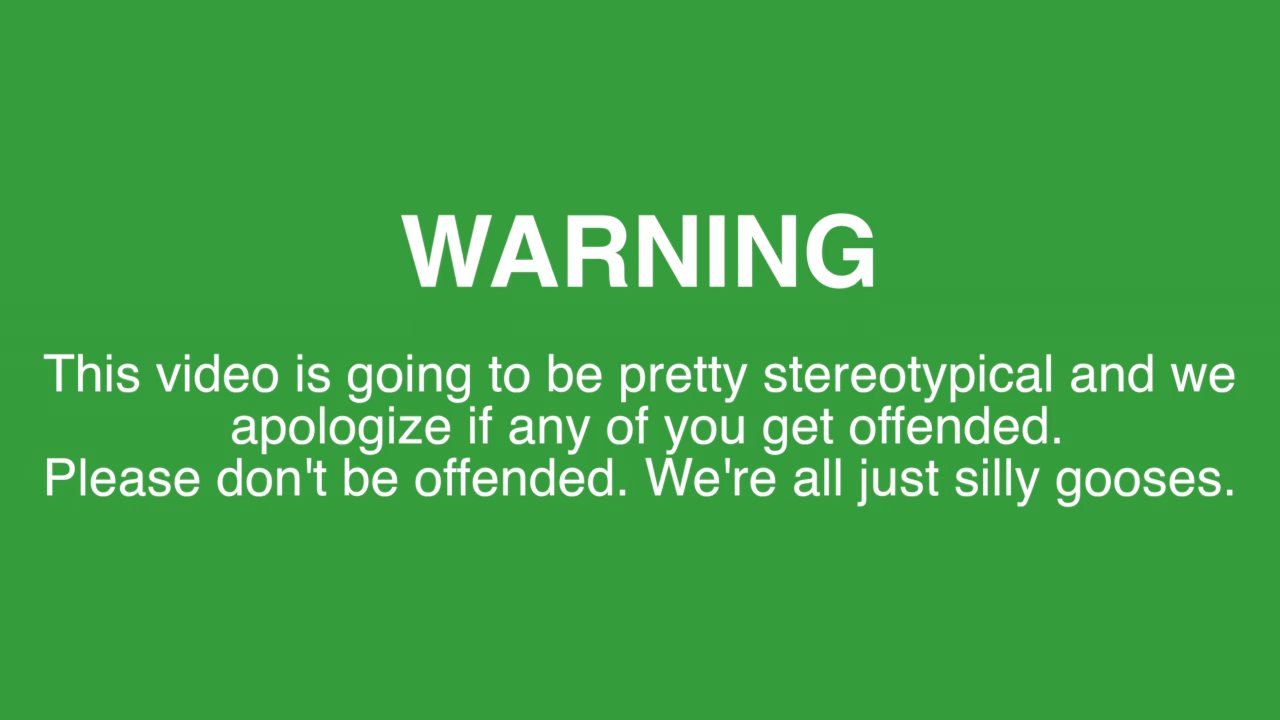 WARNING
This video is going to be pretty stereotypical and we
apologize if any of you get offended.
Please don't be offended. We're all just silly gooses.